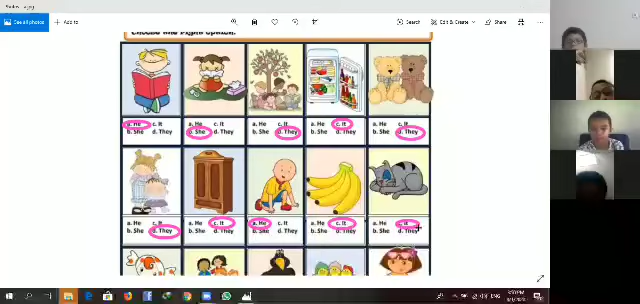 See all photos + Add to
Search Edit & Create Share
Choose the right option.
a. He c. It a. He c. It a. He c. It a. He c. It a. He c. It
b. She d. They b. She d. They b. She d. They b. She d. They b. She d. They
a. He c. It a. He c. It a. He c. It a. He c. It a. He c. It
b. She d. They b. She d. They b. She d. They b. She d. They b. She d. They
ENG